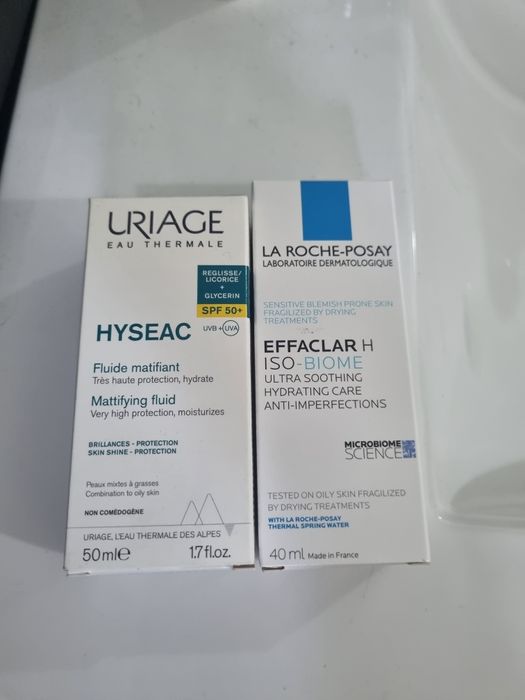 URIAGE
EAU THERMALE
RÉGLISSE/
LICORICE
+
GLYCERIN
SPF 50+
UVB + UVA
HYSEAC
Fluide matifiant
Très haute protection, hydrate
Mattifying fluid
Very high protection, moisturizes
BRILLANCES - PROTECTION
SKIN SHINE - PROTECTION
Peaux mixtes à grasses
Combination to oily skin
NON COMÉDOGÈNE
URIAGE, L'EAU THERMALE DES ALPES
50 ml e 1.7 fl.oz.
LA ROCHE-POSAY
LABORATOIRE DERMATOLOGIQUE
SENSITIVE BLEMISH PRONE SKIN
FRAGILIZED BY DRYING
TREATMENTS
EFFACLAR H
ISO-BIOME
ULTRA SOOTHING
HYDRATING CARE
ANTI-IMPERFECTIONS
MICROBIOME
SCIENCE
TESTED ON OILY SKIN FRAGILIZED
BY DRYING TREATMENTS
WITH LA ROCHE-POSAY
THERMAL SPRING WATER
40 ml Made in France